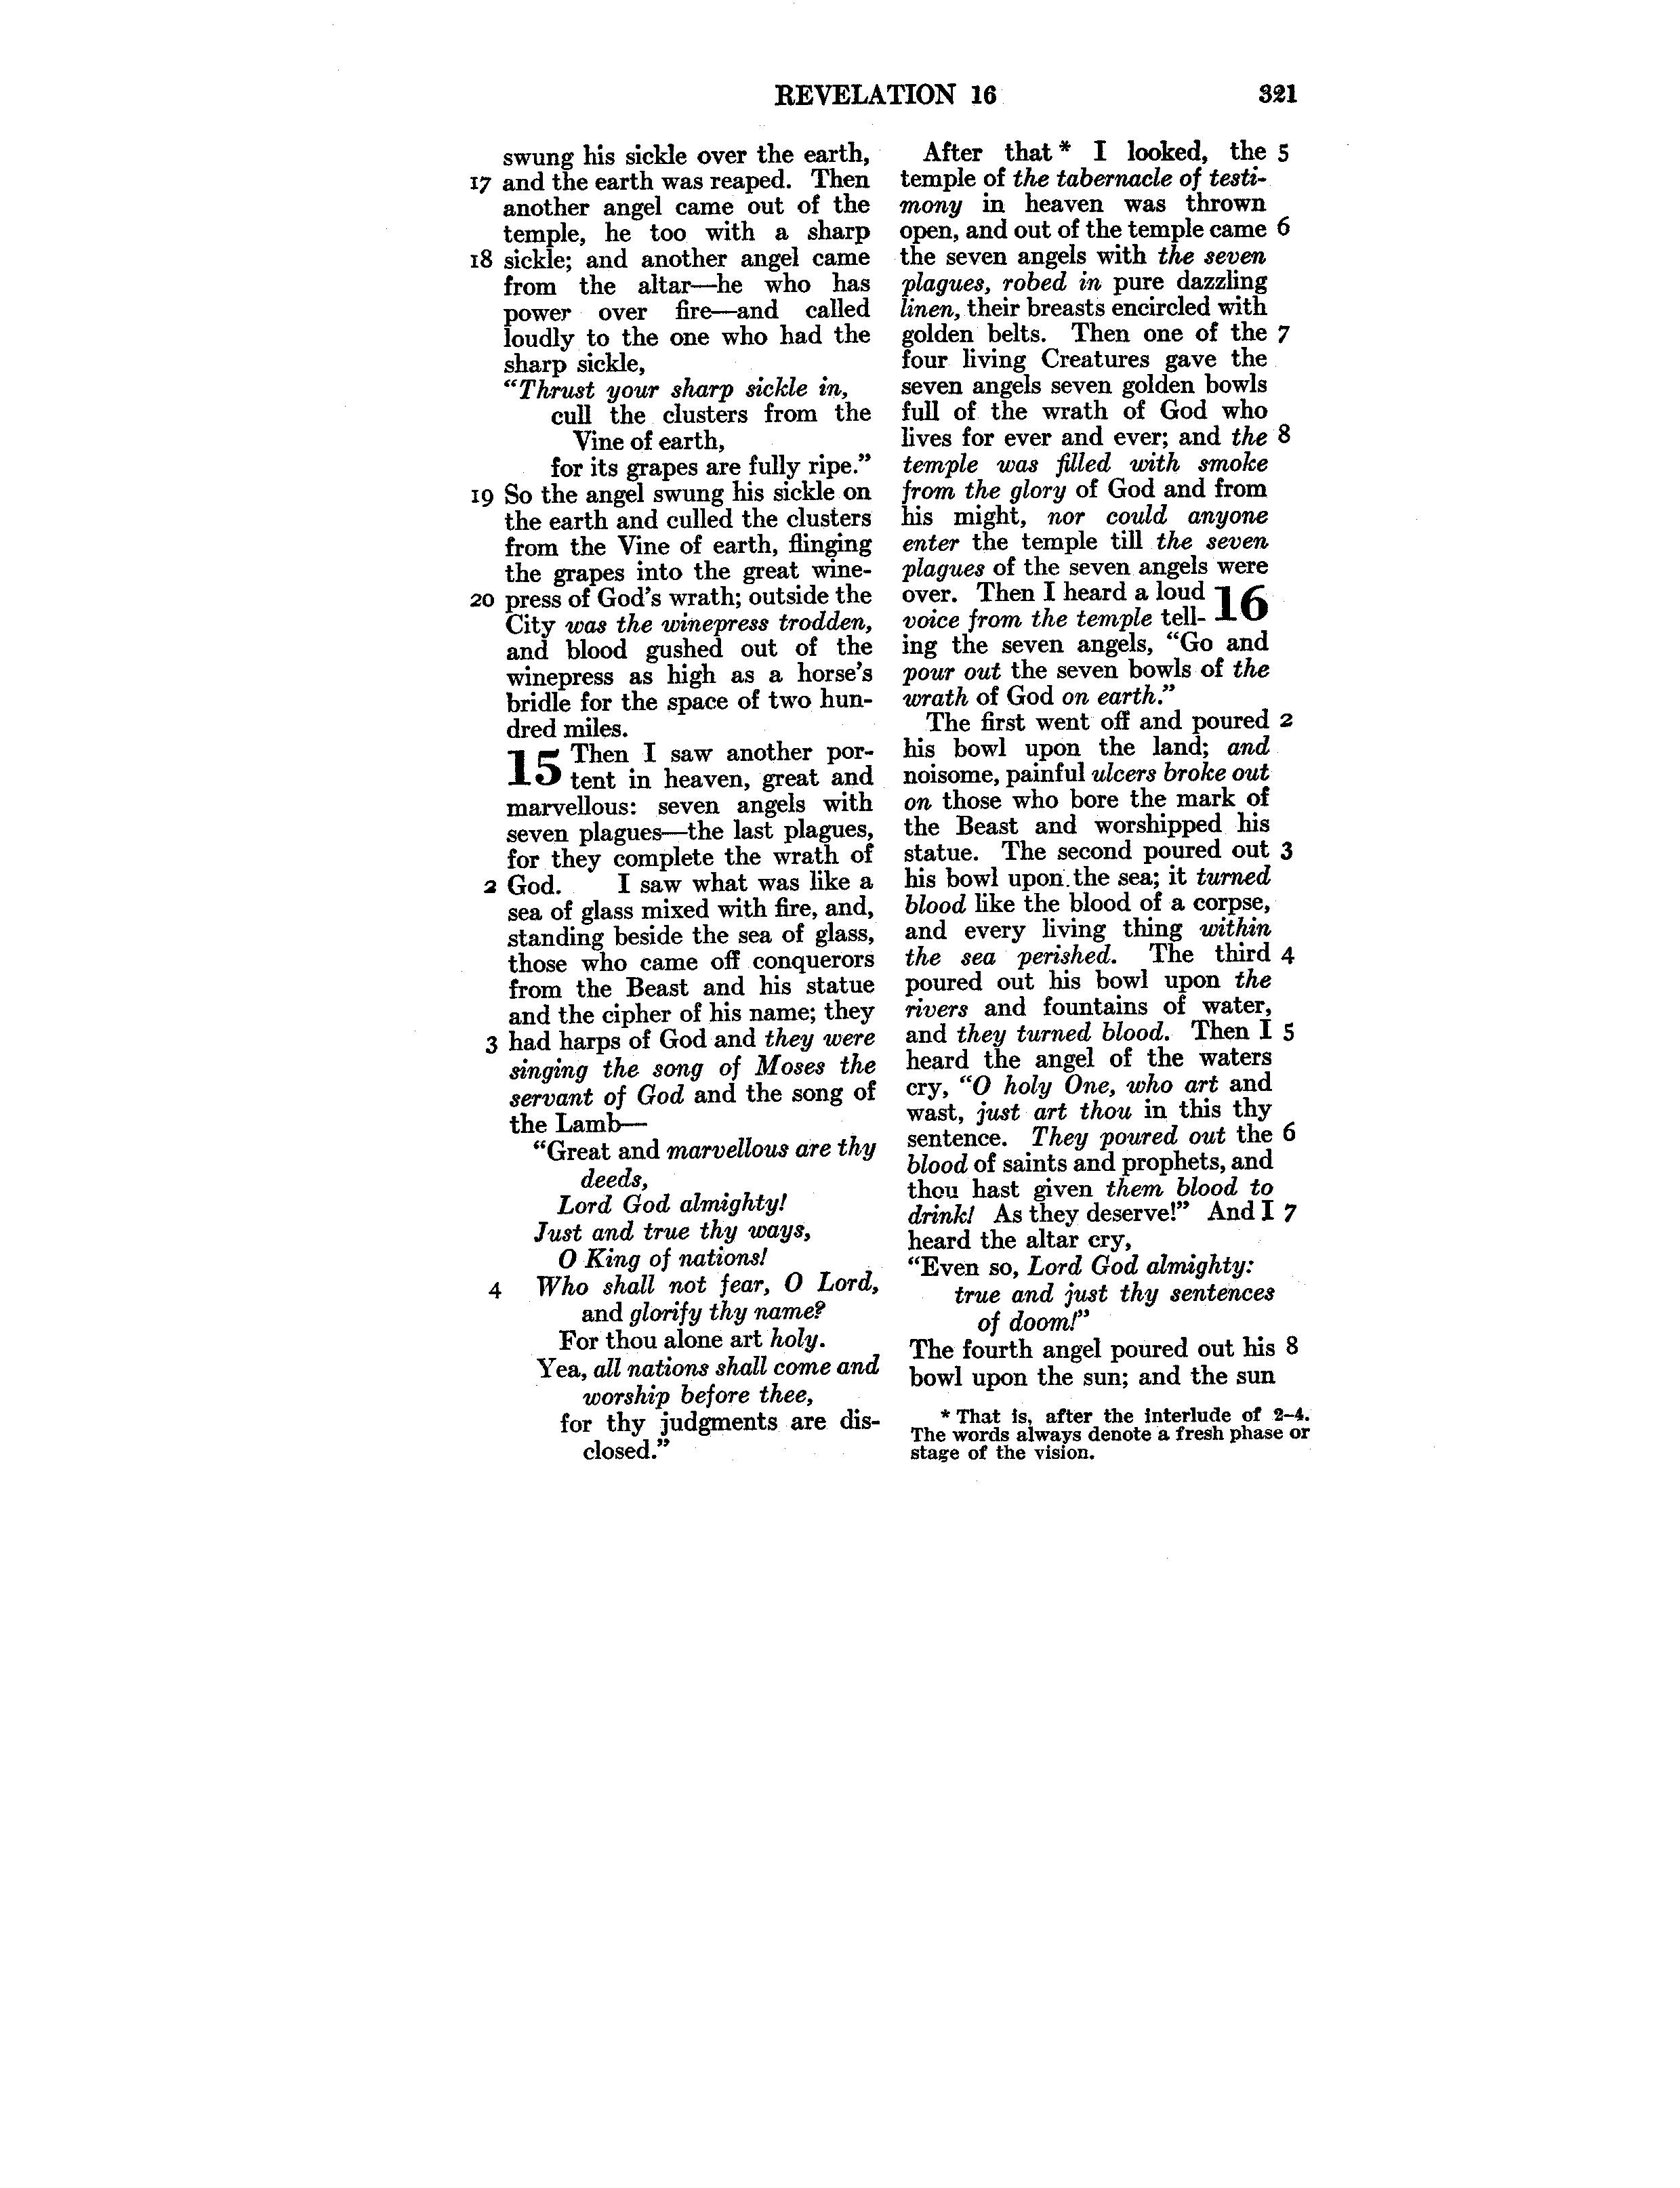 REVELATION 16 321
swung his sickle over the earth,
17 and the earth was reaped. Then
another angel came out of the
temple, he too with a sharp
18 sickle; and another angel came
from the altar—he who has
power over fire—and called
loudly to the one who had the
sharp sickle,
“Thrust your sharp sickle in,
cull the clusters from the
Vine of earth,
for its grapes are fully ripe.”
19 So the angel swung his sickle on
the earth and culled the clusters
from the Vine of earth, flinging
the grapes into the great wine-
20 press of God’s wrath; outside the
City was the winepress trodden,
and blood gushed out of the
winepress as high as a horse’s
bridle for the space of two hun-
dred miles.
15 Then I saw another por-
tent in heaven, great and
marvellous: seven angels with
seven plagues—the last plagues,
for they complete the wrath of
2 God. I saw what was like a
sea of glass mixed with fire, and,
standing beside the sea of glass,
those who came off conquerors
from the Beast and his statue
and the cipher of his name; they
3 had harps of God and they were
singing the song of Moses the
servant of God and the song of
the Lamb—
“Great and marvellous are thy
deeds,
Lord God almighty!
Just and true thy ways,
O King of nations!
4 Who shall not fear, O Lord,
and glorify thy name?
For thou alone art holy.
Yea, all nations shall come and
worship before thee,
for thy judgments are dis-
closed.”
After that * I looked, the 5
temple of the tabernacle of testi-
mony in heaven was thrown
open, and out of the temple came 6
the seven angels with the seven
plagues, robed in pure dazzling
linen, their breasts encircled with
golden belts. Then one of the 7
four living Creatures gave the
seven angels seven golden bowls
full of the wrath of God who
lives for ever and ever; and the 8
temple was filled with smoke
from the glory of God and from
his might, nor could anyone
enter the temple till the seven
plagues of the seven angels were
over. Then I heard a loud 16
voice from the temple tell-
ing the seven angels, “Go and
pour out the seven bowls of the
wrath of God on earth.”
The first went off and poured 2
his bowl upon the land; and
noisome, painful ulcers broke out
on those who bore the mark of
the Beast and worshipped his
statue. The second poured out 3
his bowl upon the sea; it turned
blood like the blood of a corpse,
and every living thing within
the sea perished. The third 4
poured out his bowl upon the
rivers and fountains of water,
and they turned blood. Then I 5
heard the angel of the waters
cry, “O holy One, who art and
wast, just art thou in this thy
sentence. They poured out the 6
blood of saints and prophets, and
thou hast given them blood to
drink! As they deserve!” And I 7
heard the altar cry,
“Even so, Lord God almighty:
true and just thy sentences
of doom!”
The fourth angel poured out his 8
bowl upon the sun; and the sun
* That is, after the interlude of 2–4.
The words always denote a fresh phase or
stage of the vision.